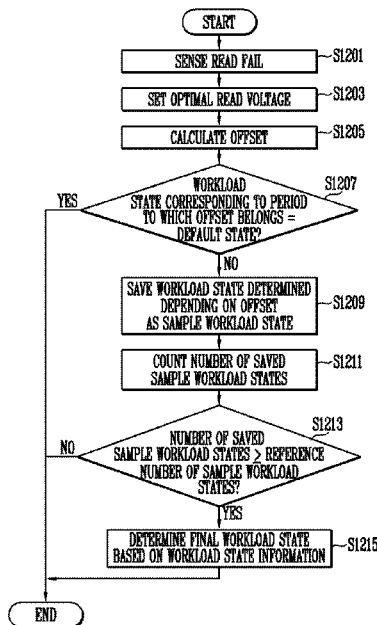 START
SENSE READ FAIL
S1201
SET OPTIMAL READ VOLTAGE
S1203
CALCULATE OFFSET
S1205
WORKLOAD
STATE CORRESPONDING TO PERIOD
TO WHICH OFFSET BELONGS =
DEFAULT STATE?
S1207
YES
NO
SAVE WORKLOAD STATE DETERMINED
DEPENDING ON OFFSET
AS SAMPLE WORKLOAD STATE
S1209
COUNT NUMBER OF SAVED
SAMPLE WORKLOAD STATES
S1211
NUMBER OF SAVED
SAMPLE WORKLOAD STATES ≥ REFERENCE
NUMBER OF SAMPLE WORKLOAD
STATES?
S1213
NO
YES
DETERMINE FINAL WORKLOAD STATE
BASED ON WORKLOAD STATE INFORMATION
S1215
END